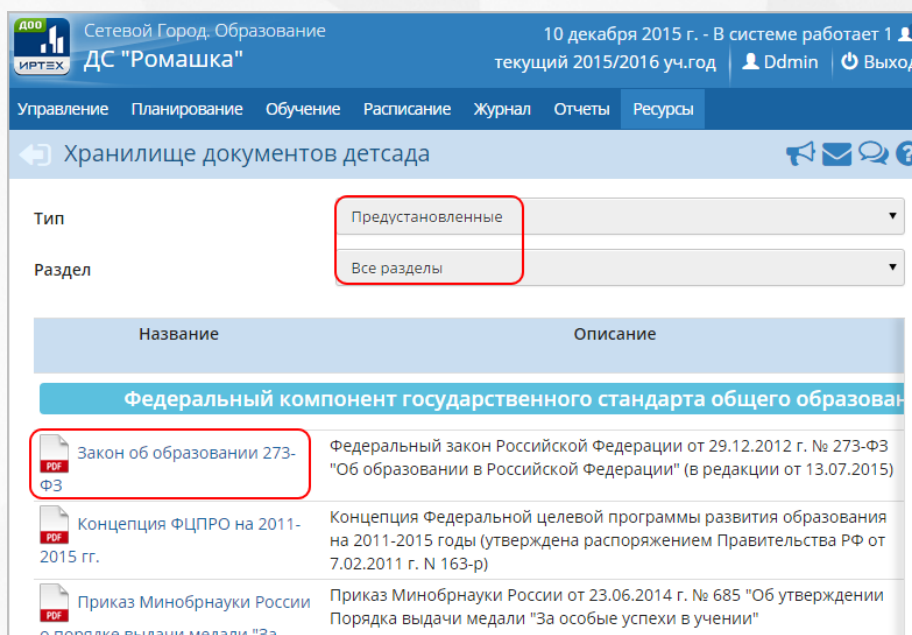 ДОО
ИРТЕХ
Сетевой Город. Образование
ДС "Ромашка"
10 декабря 2015 г. - В системе работает 1
текущий 2015/2016 уч.год Ddmin Выход
Управление Планирование Обучение Расписание Журнал Отчеты Ресурсы
Хранилище документов детсада
Тип Предустановленные
Раздел Все разделы
Название Описание
Федеральный компонент государственного стандарта общего образован
PDF Закон об образовании 273-
ФЗ
Федеральный закон Российской Федерации от 29.12.2012 г. № 273-ФЗ
"Об образовании в Российской Федерации" (в редакции от 13.07.2015)
PDF Концепция ФЦПРО на 2011-
2015 гг.
Концепция Федеральной целевой программы развития образования
на 2011-2015 годы (утверждена распоряжением Правительства РФ от
7.02.2011 г. N 163-р)
PDF Приказ Минобрнауки России
о порядке выдачи медали "За
Приказ Минобрнауки России от 23.06.2014 г. № 685 "Об утверждении
Порядка выдачи медали "За особые успехи в учении"